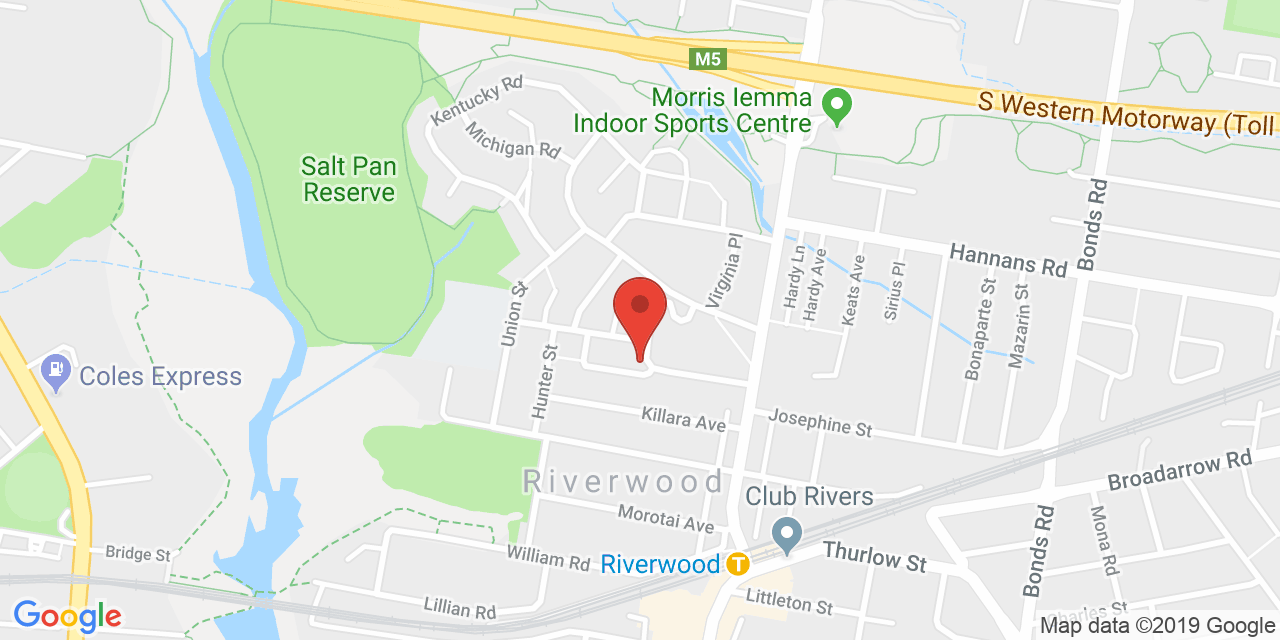 M5
S Western Motorway (Toll
Kentucky Rd
Morris Iemma
Indoor Sports Centre
Michigan Rd
Salt Pan
Reserve
Bonds Rd
Hannans Rd
Virginia Pl
Hardy Ln
Hardy Ave
Keats Ave
Sirius Pl
Bonaparte St
Mazarin St
Union St
Hunter St
Coles Express
Killara Ave
Josephine St
Riverwood
Broadarrow Rd
Club Rivers
Morotai Ave
Mona Rd
Bonds Rd
Bridge St
William Rd
Riverwood
T
Thurlow St
Lillian Rd
Littleton St
Charles St
Google
Map data ©2019 Google